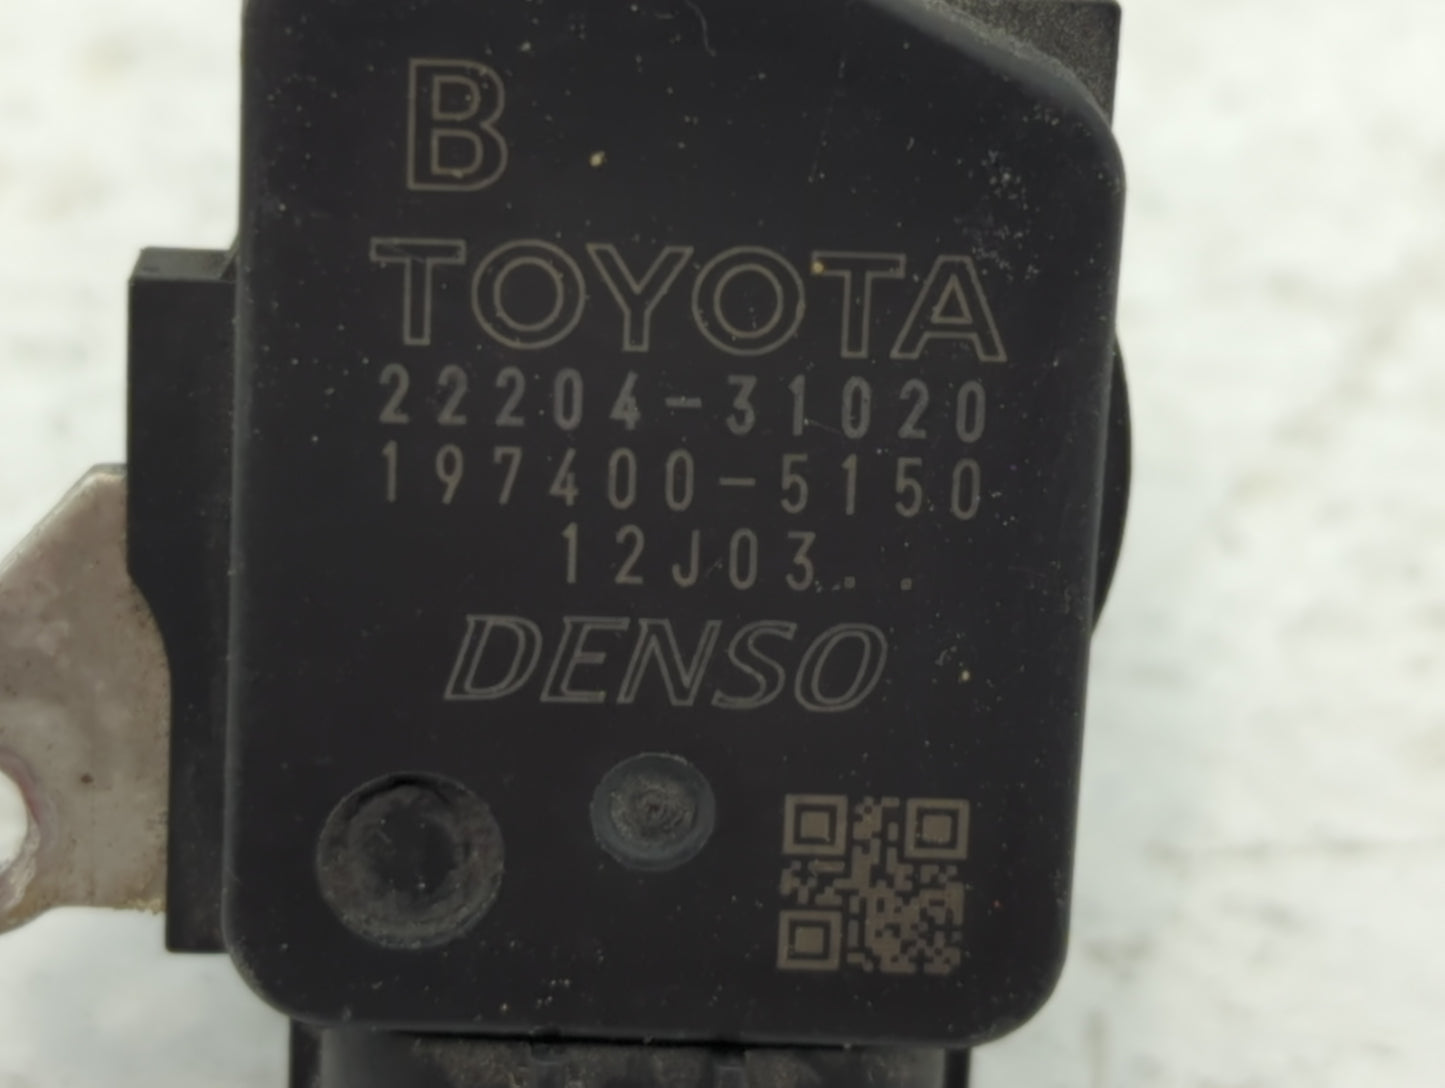 B
TOYOTA
22204-31020
197400-5150
12J03..
DENSO